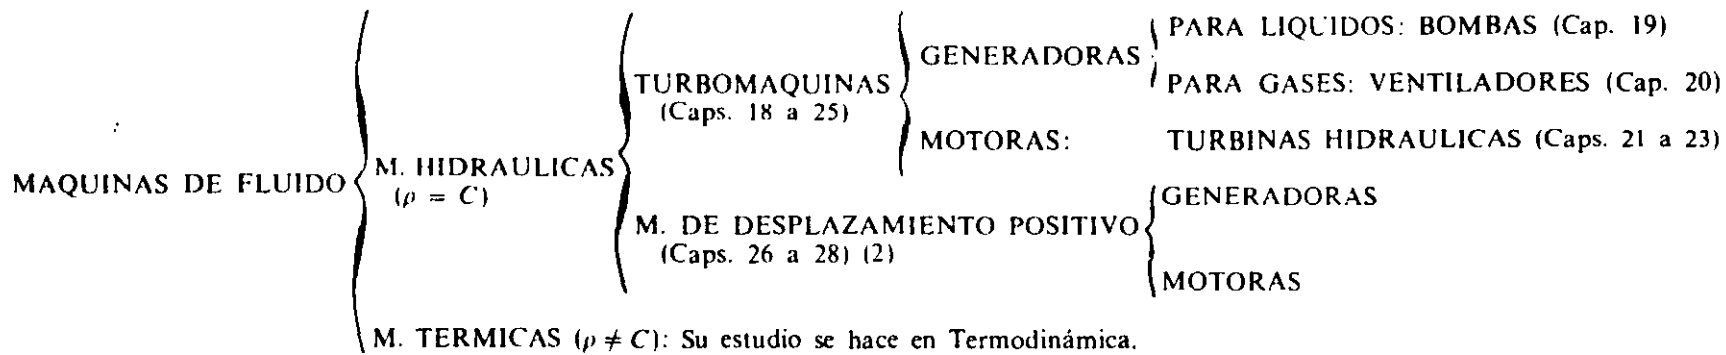 PARA LIQUIDOS: BOMBAS (Cap. 19)
GENERADORAS
PARA GASES: VENTILADORES (Cap. 20)
TURBOMAQUINAS
(Caps. 18 a 25)
MOTORAS: TURBINAS HIDRAULICAS (Caps. 21 a 23)
M. HIDRAULICAS
(ρ = C)
MAQUINAS DE FLUIDO
GENERADORAS
M. DE DESPLAZAMIENTO POSITIVO
(Caps. 26 a 28) (2)
MOTORAS
M. TERMICAS (ρ ≠ C): Su estudio se hace en Termodinámica.